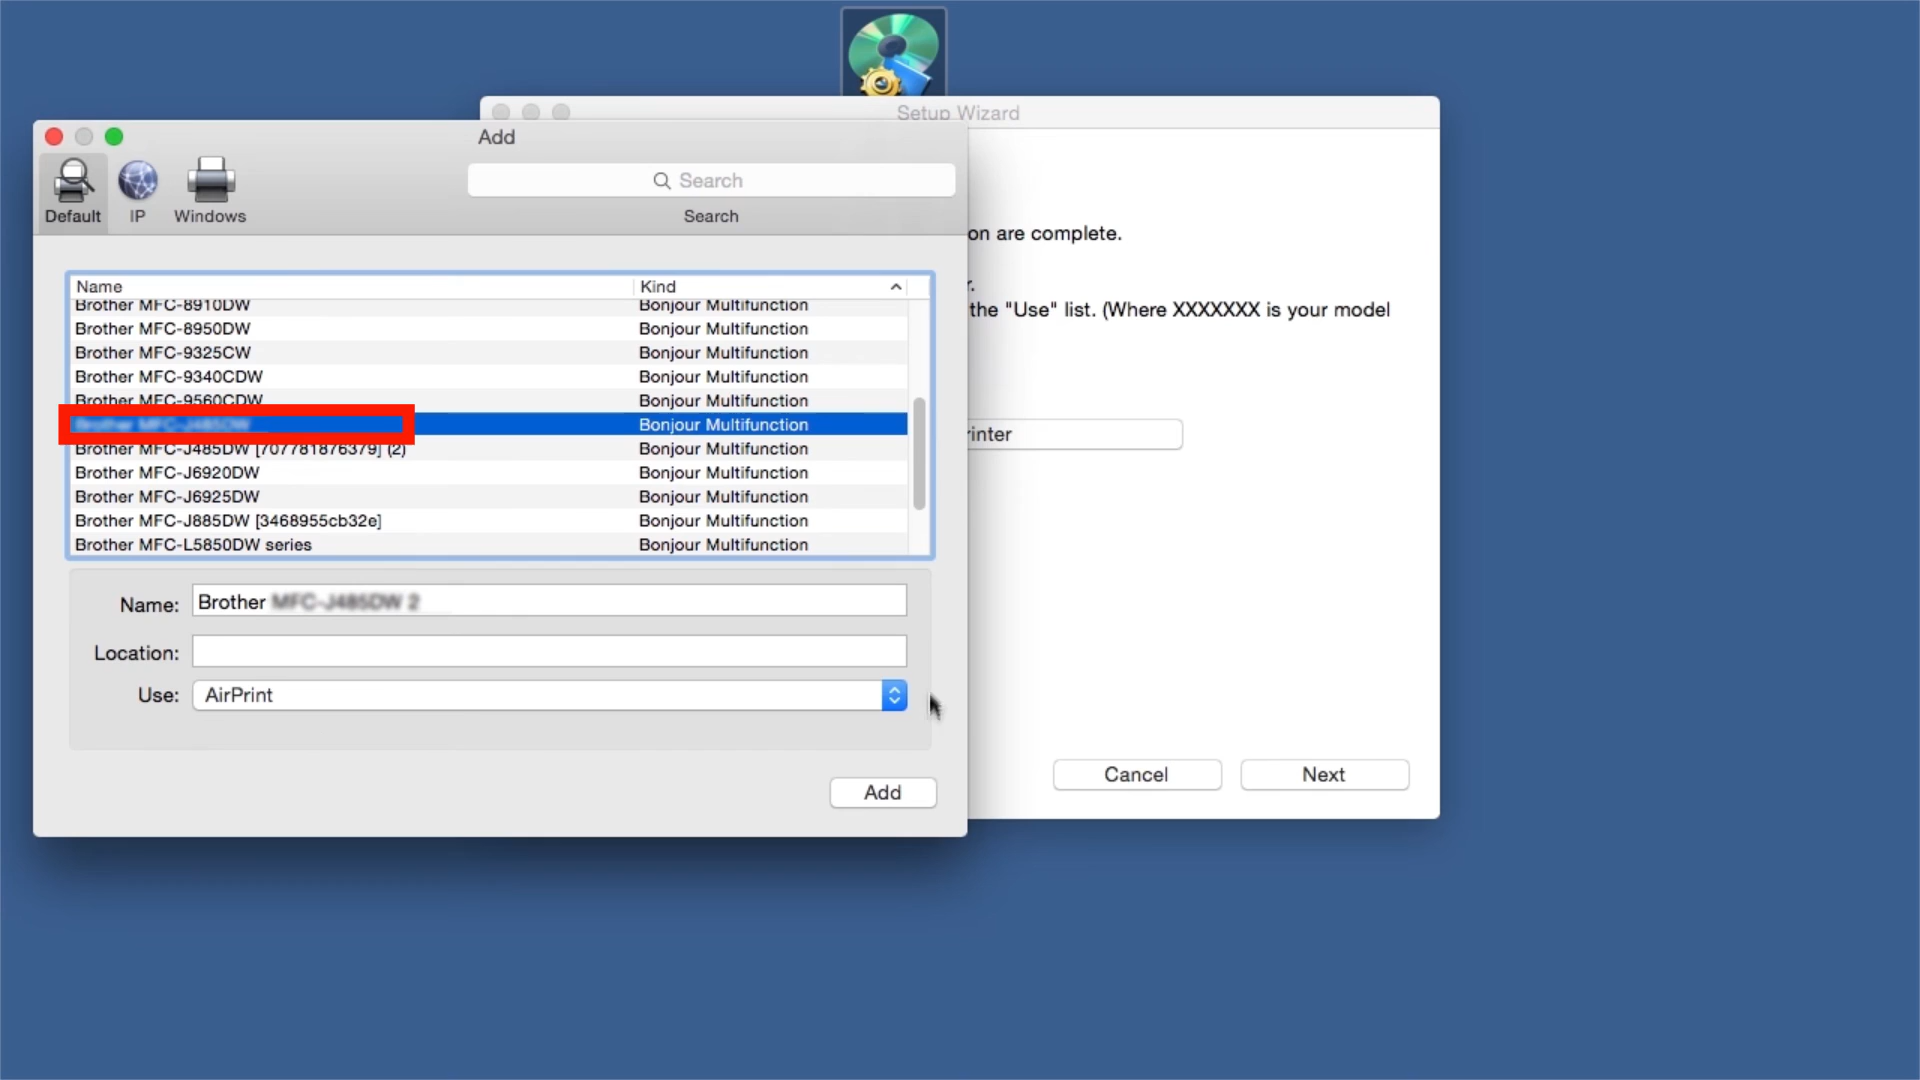 Setup Wizard
Add
Default
IP
Windows
Search
Search
on are complete.
r.
the "Use" list. (Where XXXXXXX is your model
rinter
Name
Kind
Brother MFC-8910DW Bonjour Multifunction
Brother MFC-8950DW Bonjour Multifunction
Brother MFC-9325CW Bonjour Multifunction
Brother MFC-9340CDW Bonjour Multifunction
Brother MFC-9560CDW Bonjour Multifunction
Bonjour Multifunction
Brother MFC-J485DW [707781876379] (2) Bonjour Multifunction
Brother MFC-J6920DW Bonjour Multifunction
Brother MFC-J6925DW Bonjour Multifunction
Brother MFC-J885DW [3468955cb32e] Bonjour Multifunction
Brother MFC-L5850DW series Bonjour Multifunction
Name: Brother
Location:
Use: AirPrint
Add
Cancel
Next